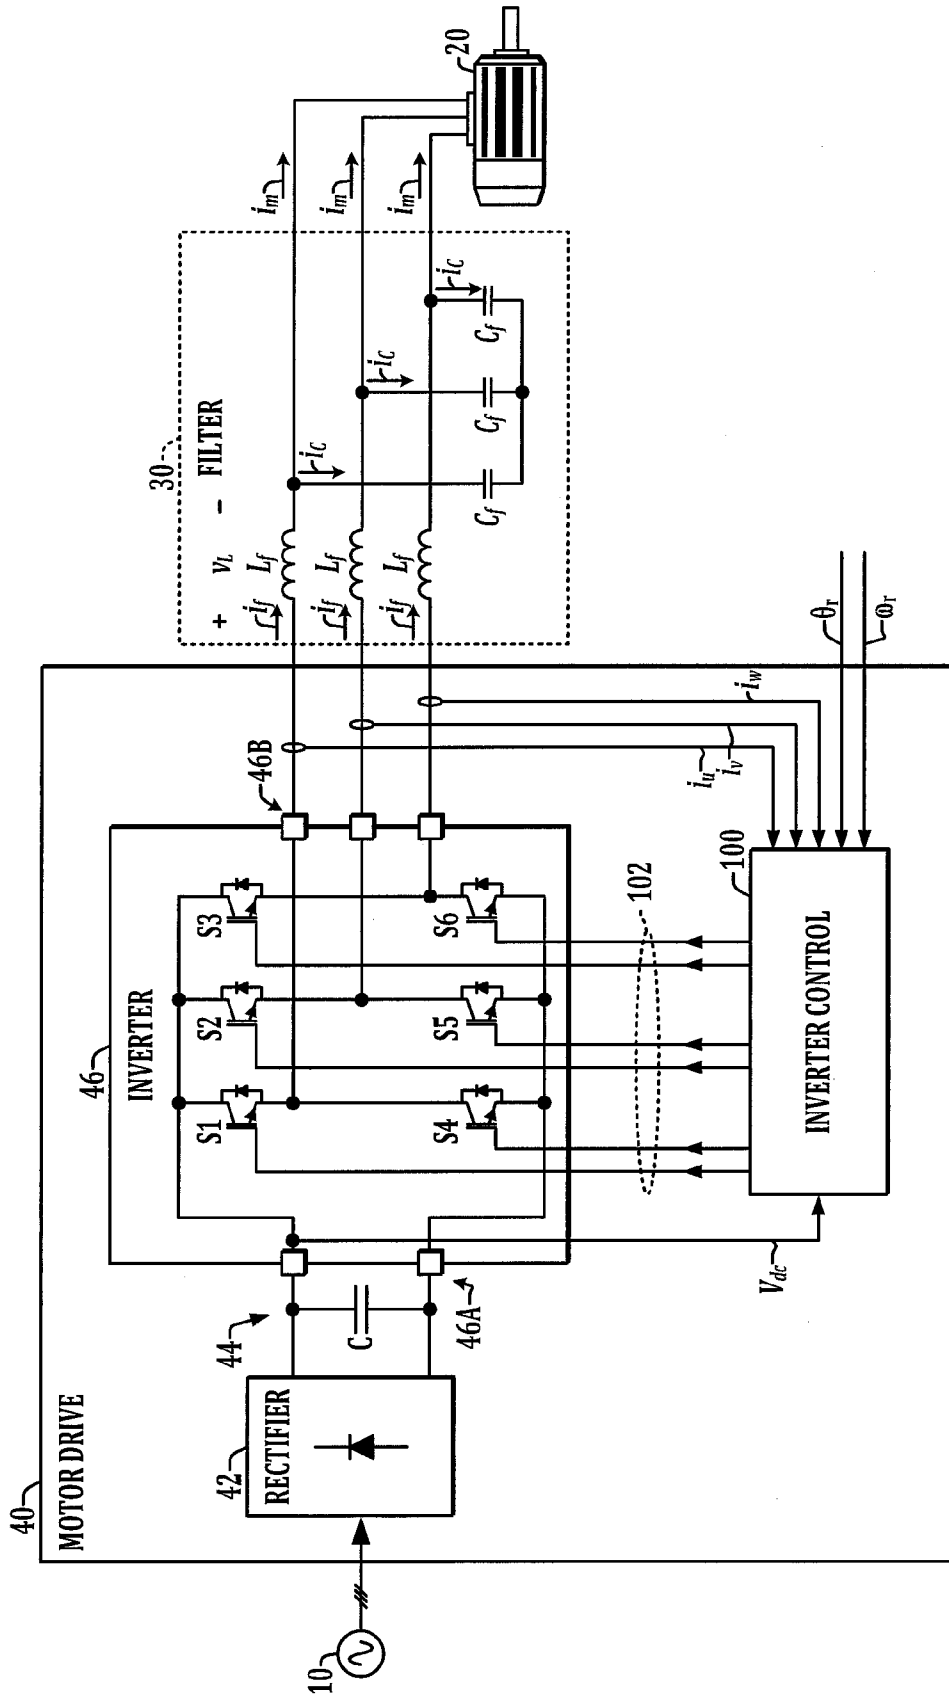 40
MOTOR DRIVE
10
42
RECTIFIER
44
C
46A
46
INVERTER
S1
S2
S3
S4
S5
S6
46B
V_dc
102
100
INVERTER CONTROL
i_u
i_v
i_w
θ_r
ω_r
30
FILTER
+ v_L -
i_f L_f
i_f L_f
i_f L_f
i_C
i_C
i_C
C_f
C_f
C_f
i_m
i_m
i_m
20